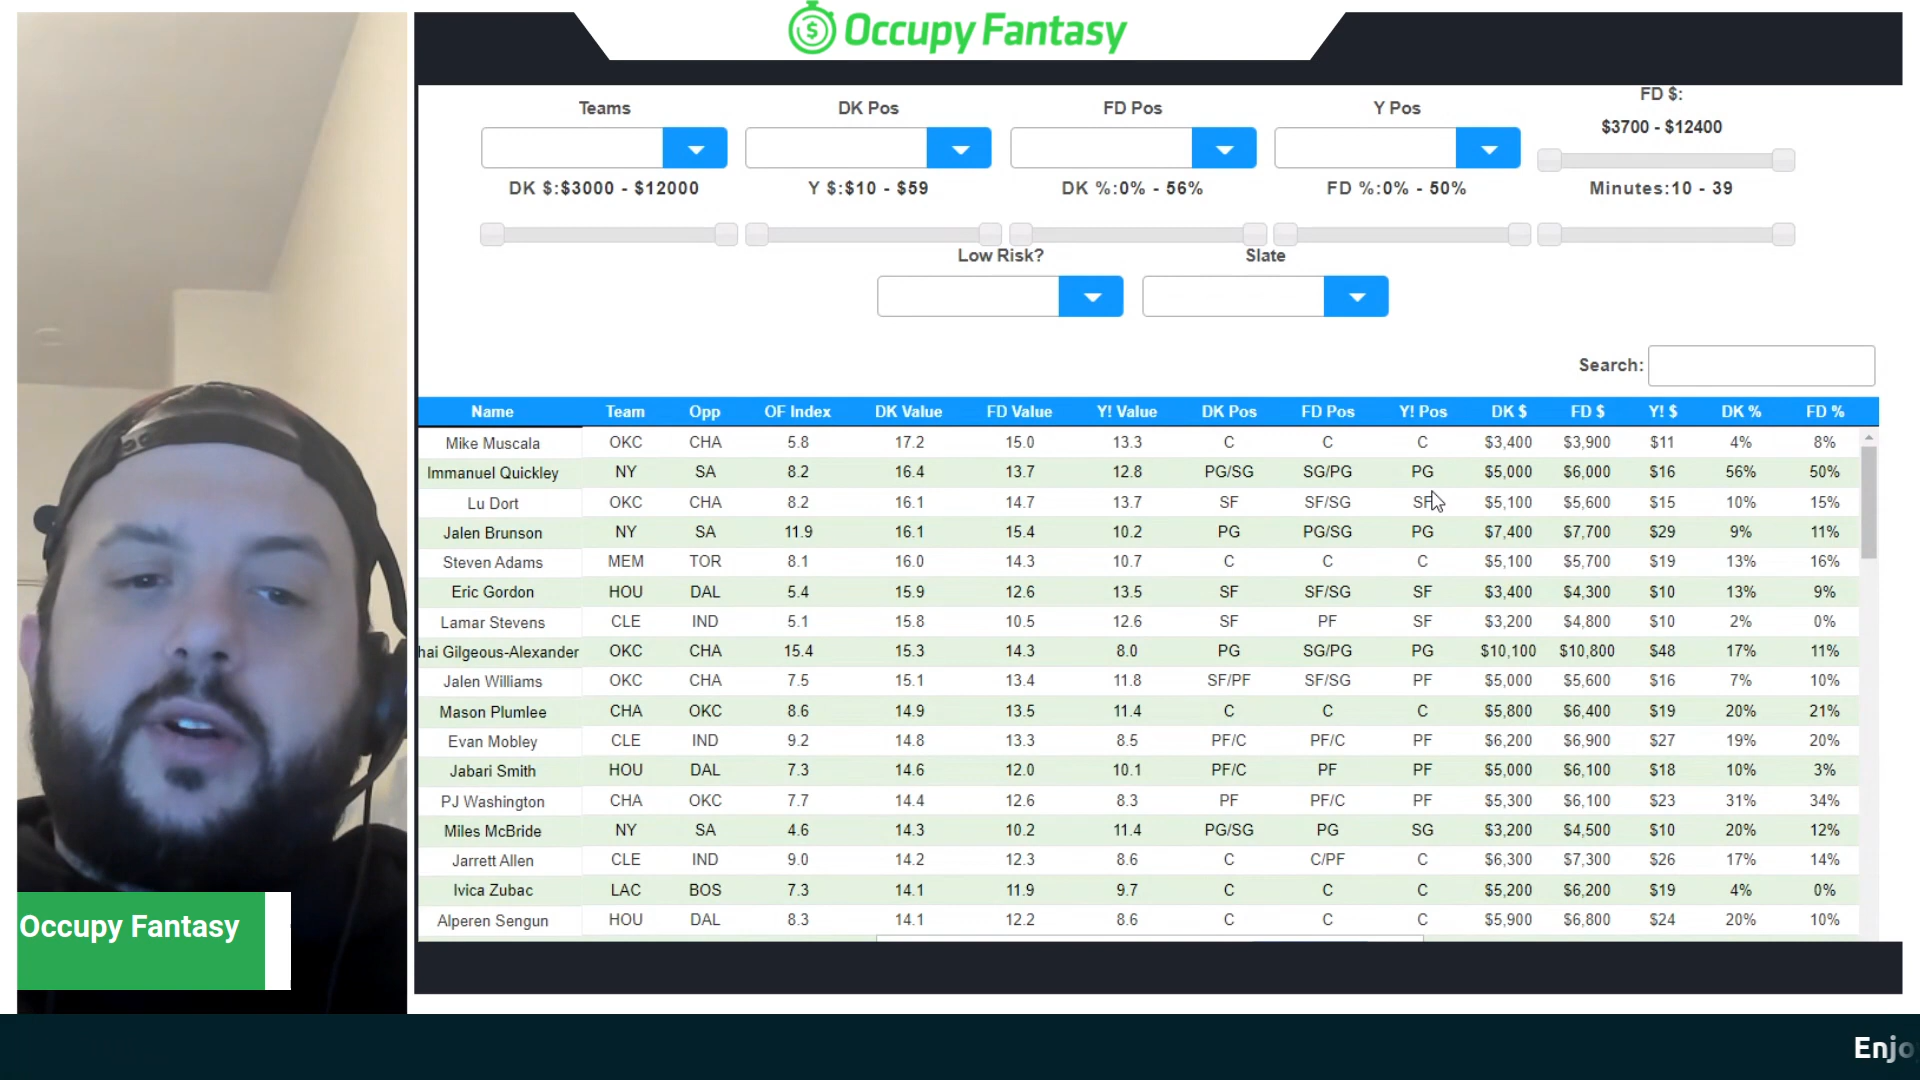 Occupy Fantasy
Teams DK Pos FD Pos Y Pos FD $:
$3700 - $12400
DK $:$3000 - $12000 Y $:$10 - $59 DK %:0% - 56% FD %:0% - 50% Minutes:10 - 39
Low Risk? Slate
Search:
Name Team Opp OF Index DK Value FD Value Y! Value DK Pos FD Pos Y! Pos DK $ FD $ Y! $ DK % FD %
Mike Muscala OKC CHA 5.8 17.2 15.0 13.3 C C C $3,400 $3,900 $11 4% 8%
Immanuel Quickley NY SA 8.2 16.4 13.7 12.8 PG/SG SG/PG PG $5,000 $6,000 $16 56% 50%
Lu Dort OKC CHA 8.2 16.1 14.7 13.7 SF SF/SG SF $5,100 $5,600 $15 10% 15%
Jalen Brunson NY SA 11.9 16.1 15.4 10.2 PG PG/SG PG $7,400 $7,700 $29 9% 11%
Steven Adams MEM TOR 8.1 16.0 14.3 10.7 C C C $5,100 $5,700 $19 13% 16%
Eric Gordon HOU DAL 5.4 15.9 12.6 13.5 SF SF/SG SF $3,400 $4,300 $10 13% 9%
Lamar Stevens CLE IND 5.1 15.8 10.5 12.6 SF PF SF $3,200 $4,800 $10 2% 0%
hai Gilgeous-Alexander OKC CHA 15.4 15.3 14.3 8.0 PG SG/PG PG $10,100 $10,800 $48 17% 11%
Jalen Williams OKC CHA 7.5 15.1 13.4 11.8 SF/PF SF/SG PF $5,000 $5,600 $16 7% 10%
Mason Plumlee CHA OKC 8.6 14.9 13.5 11.4 C C C $5,800 $6,400 $19 20% 21%
Evan Mobley CLE IND 9.2 14.8 13.3 8.5 PF/C PF/C PF $6,200 $6,900 $27 19% 20%
Jabari Smith HOU DAL 7.3 14.6 12.0 10.1 PF/C PF PF $5,000 $6,100 $18 10% 3%
PJ Washington CHA OKC 7.7 14.4 12.6 8.3 PF PF/C PF $5,300 $6,100 $23 31% 34%
Miles McBride NY SA 4.6 14.3 10.2 11.4 PG/SG PG SG $3,200 $4,500 $10 20% 12%
Jarrett Allen CLE IND 9.0 14.2 12.3 8.6 C C/PF C $6,300 $7,300 $26 17% 14%
Ivica Zubac LAC BOS 7.3 14.1 11.9 9.7 C C C $5,200 $6,200 $19 4% 0%
Alperen Sengun HOU DAL 8.3 14.1 12.2 8.6 C C C $5,900 $6,800 $24 20% 10%
Occupy Fantasy
Enjo